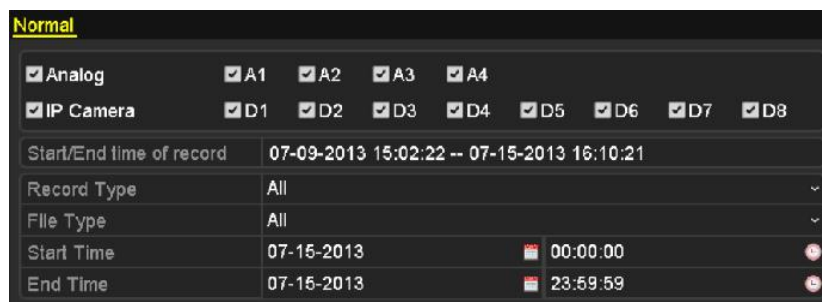 Normal
Analog A1 A2 A3 A4
IP Camera D1 D2 D3 D4 D5 D6 D7 D8
Start/End time of record 07-09-2013 15:02:22 -- 07-15-2013 16:10:21
Record Type All
File Type All
Start Time 07-15-2013 00:00:00
End Time 07-15-2013 23:59:59